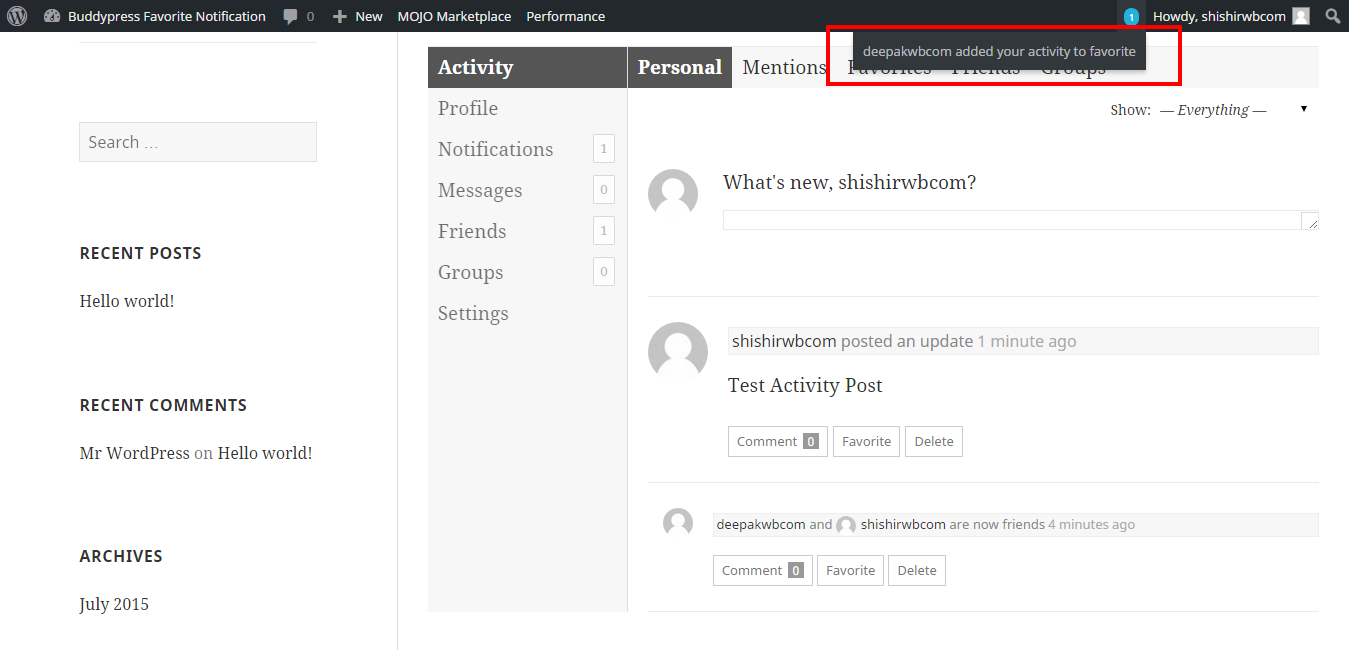 Buddypress Favorite Notification 0 New MOJO Marketplace Performance 1 Howdy, shishirwbcom
deepakwbcom added your activity to favorite
Search …
RECENT POSTS
Hello world!
RECENT COMMENTS
Mr WordPress on Hello world!
ARCHIVES
July 2015
Activity
Profile
Notifications 1
Messages 0
Friends 1
Groups 0
Settings
Personal Mentions Favorites Friends Groups
Show: — Everything —
What's new, shishirwbcom?
shishirwbcom posted an update 1 minute ago
Test Activity Post
Comment 0 Favorite Delete
deepakwbcom and shishirwbcom are now friends 4 minutes ago
Comment 0 Favorite Delete